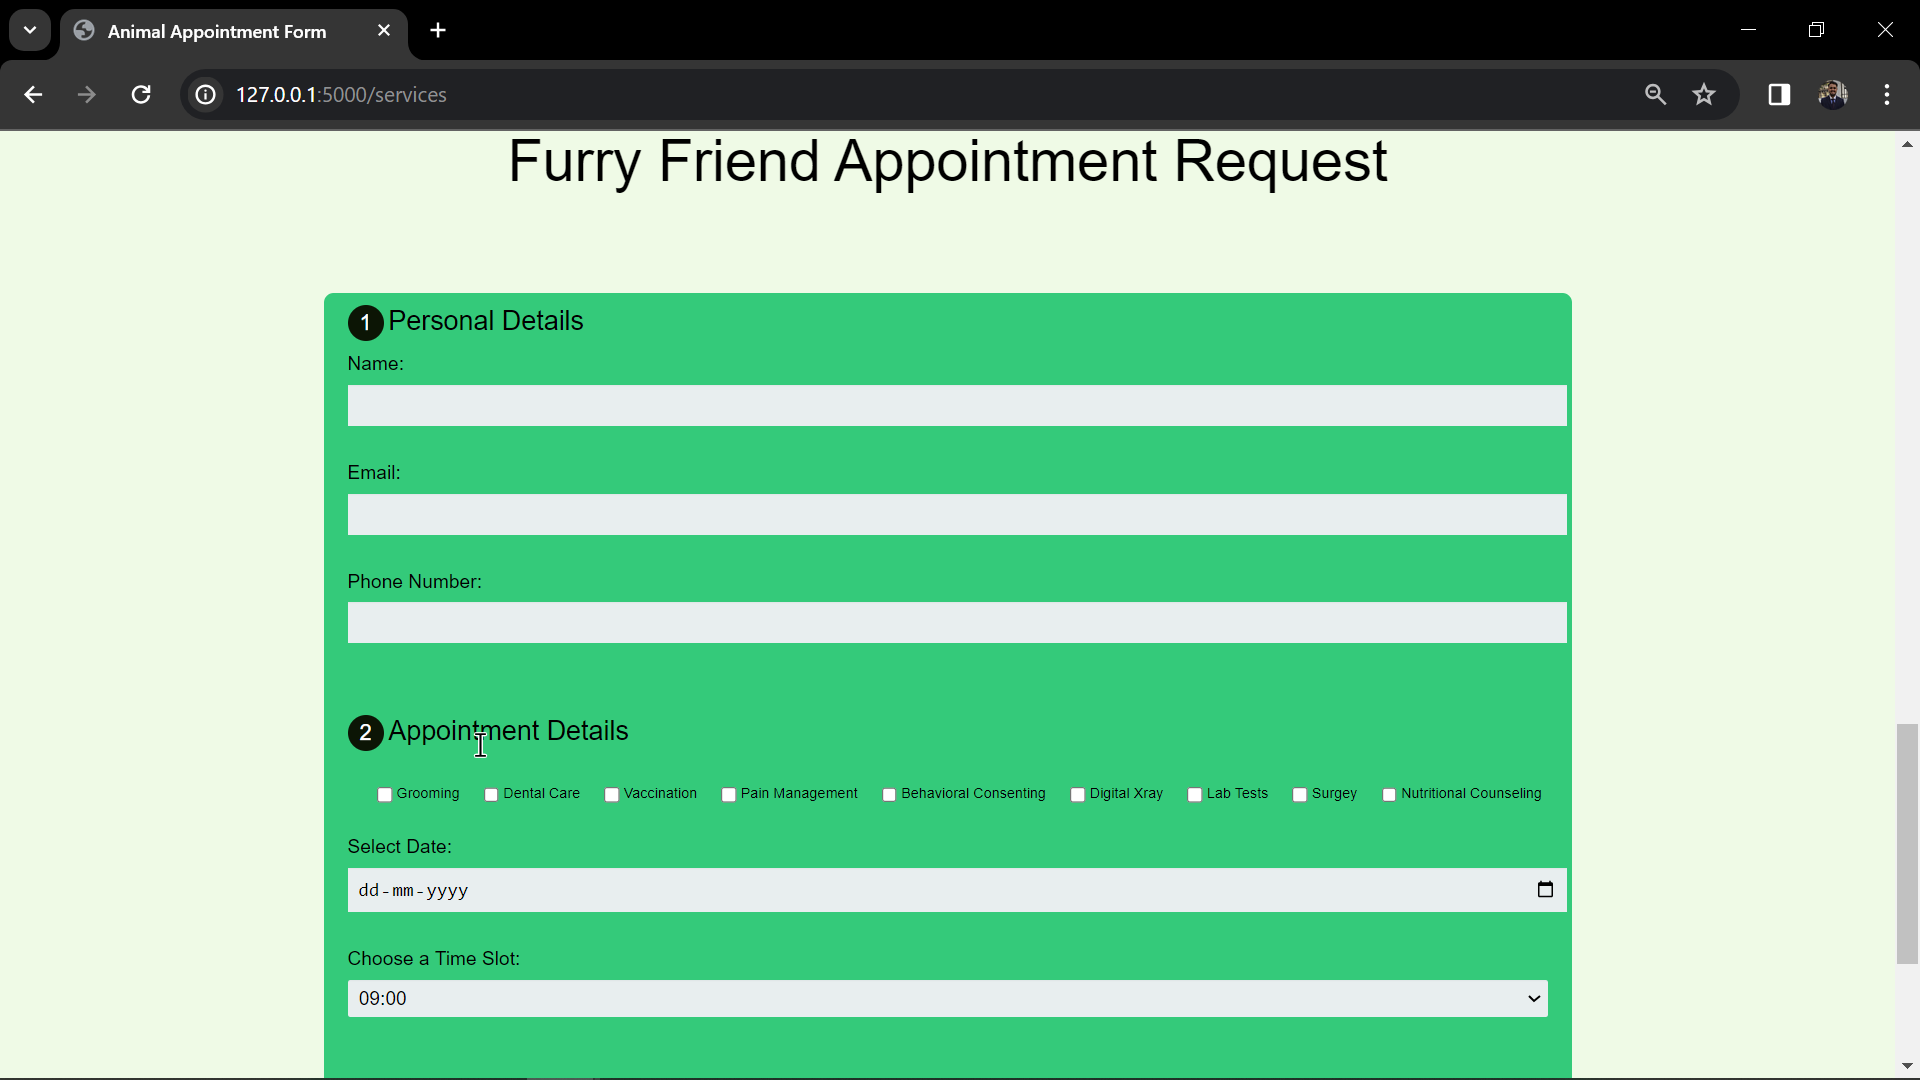 Animal Appointment Form
127.0.0.1:5000/services
Furry Friend Appointment Request
1 Personal Details
Name:
Email:
Phone Number:
2 Appointment Details
Grooming Dental Care Vaccination Pain Management Behavioral Consenting Digital Xray Lab Tests Surgey Nutritional Counseling
Select Date:
dd-mm-yyyy
Choose a Time Slot:
09:00